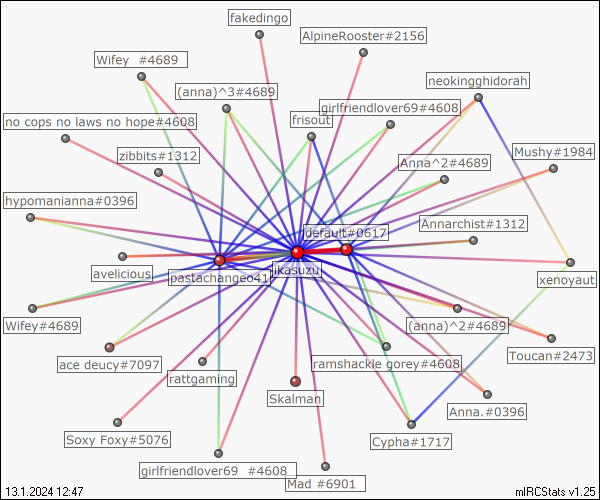 fakedingo
AlpineRooster#2156
Wifey  #4689
neokingghidorah
(anna)^3#4689
girlfriendlover69#4608
no cops no laws no hope#4608
frisout
zibbits#1312
Mushy#1984
Anna^2#4689
hypomanianna#0396
Annarchist#1312
default#0617
avelicious
pastachangeo41
likasuzu
xenoyaut
Wifey#4689
(anna)^2#4689
Toucan#2473
ace deucy#7097
ramshackle gorey#4608
rattgaming
Skalman
Anna.#0396
Soxy Foxy#5076
Cypha#1717
girlfriendlover69  #4608
Mad #6901
13.1.2024 12:47
mIRCStats v1.25